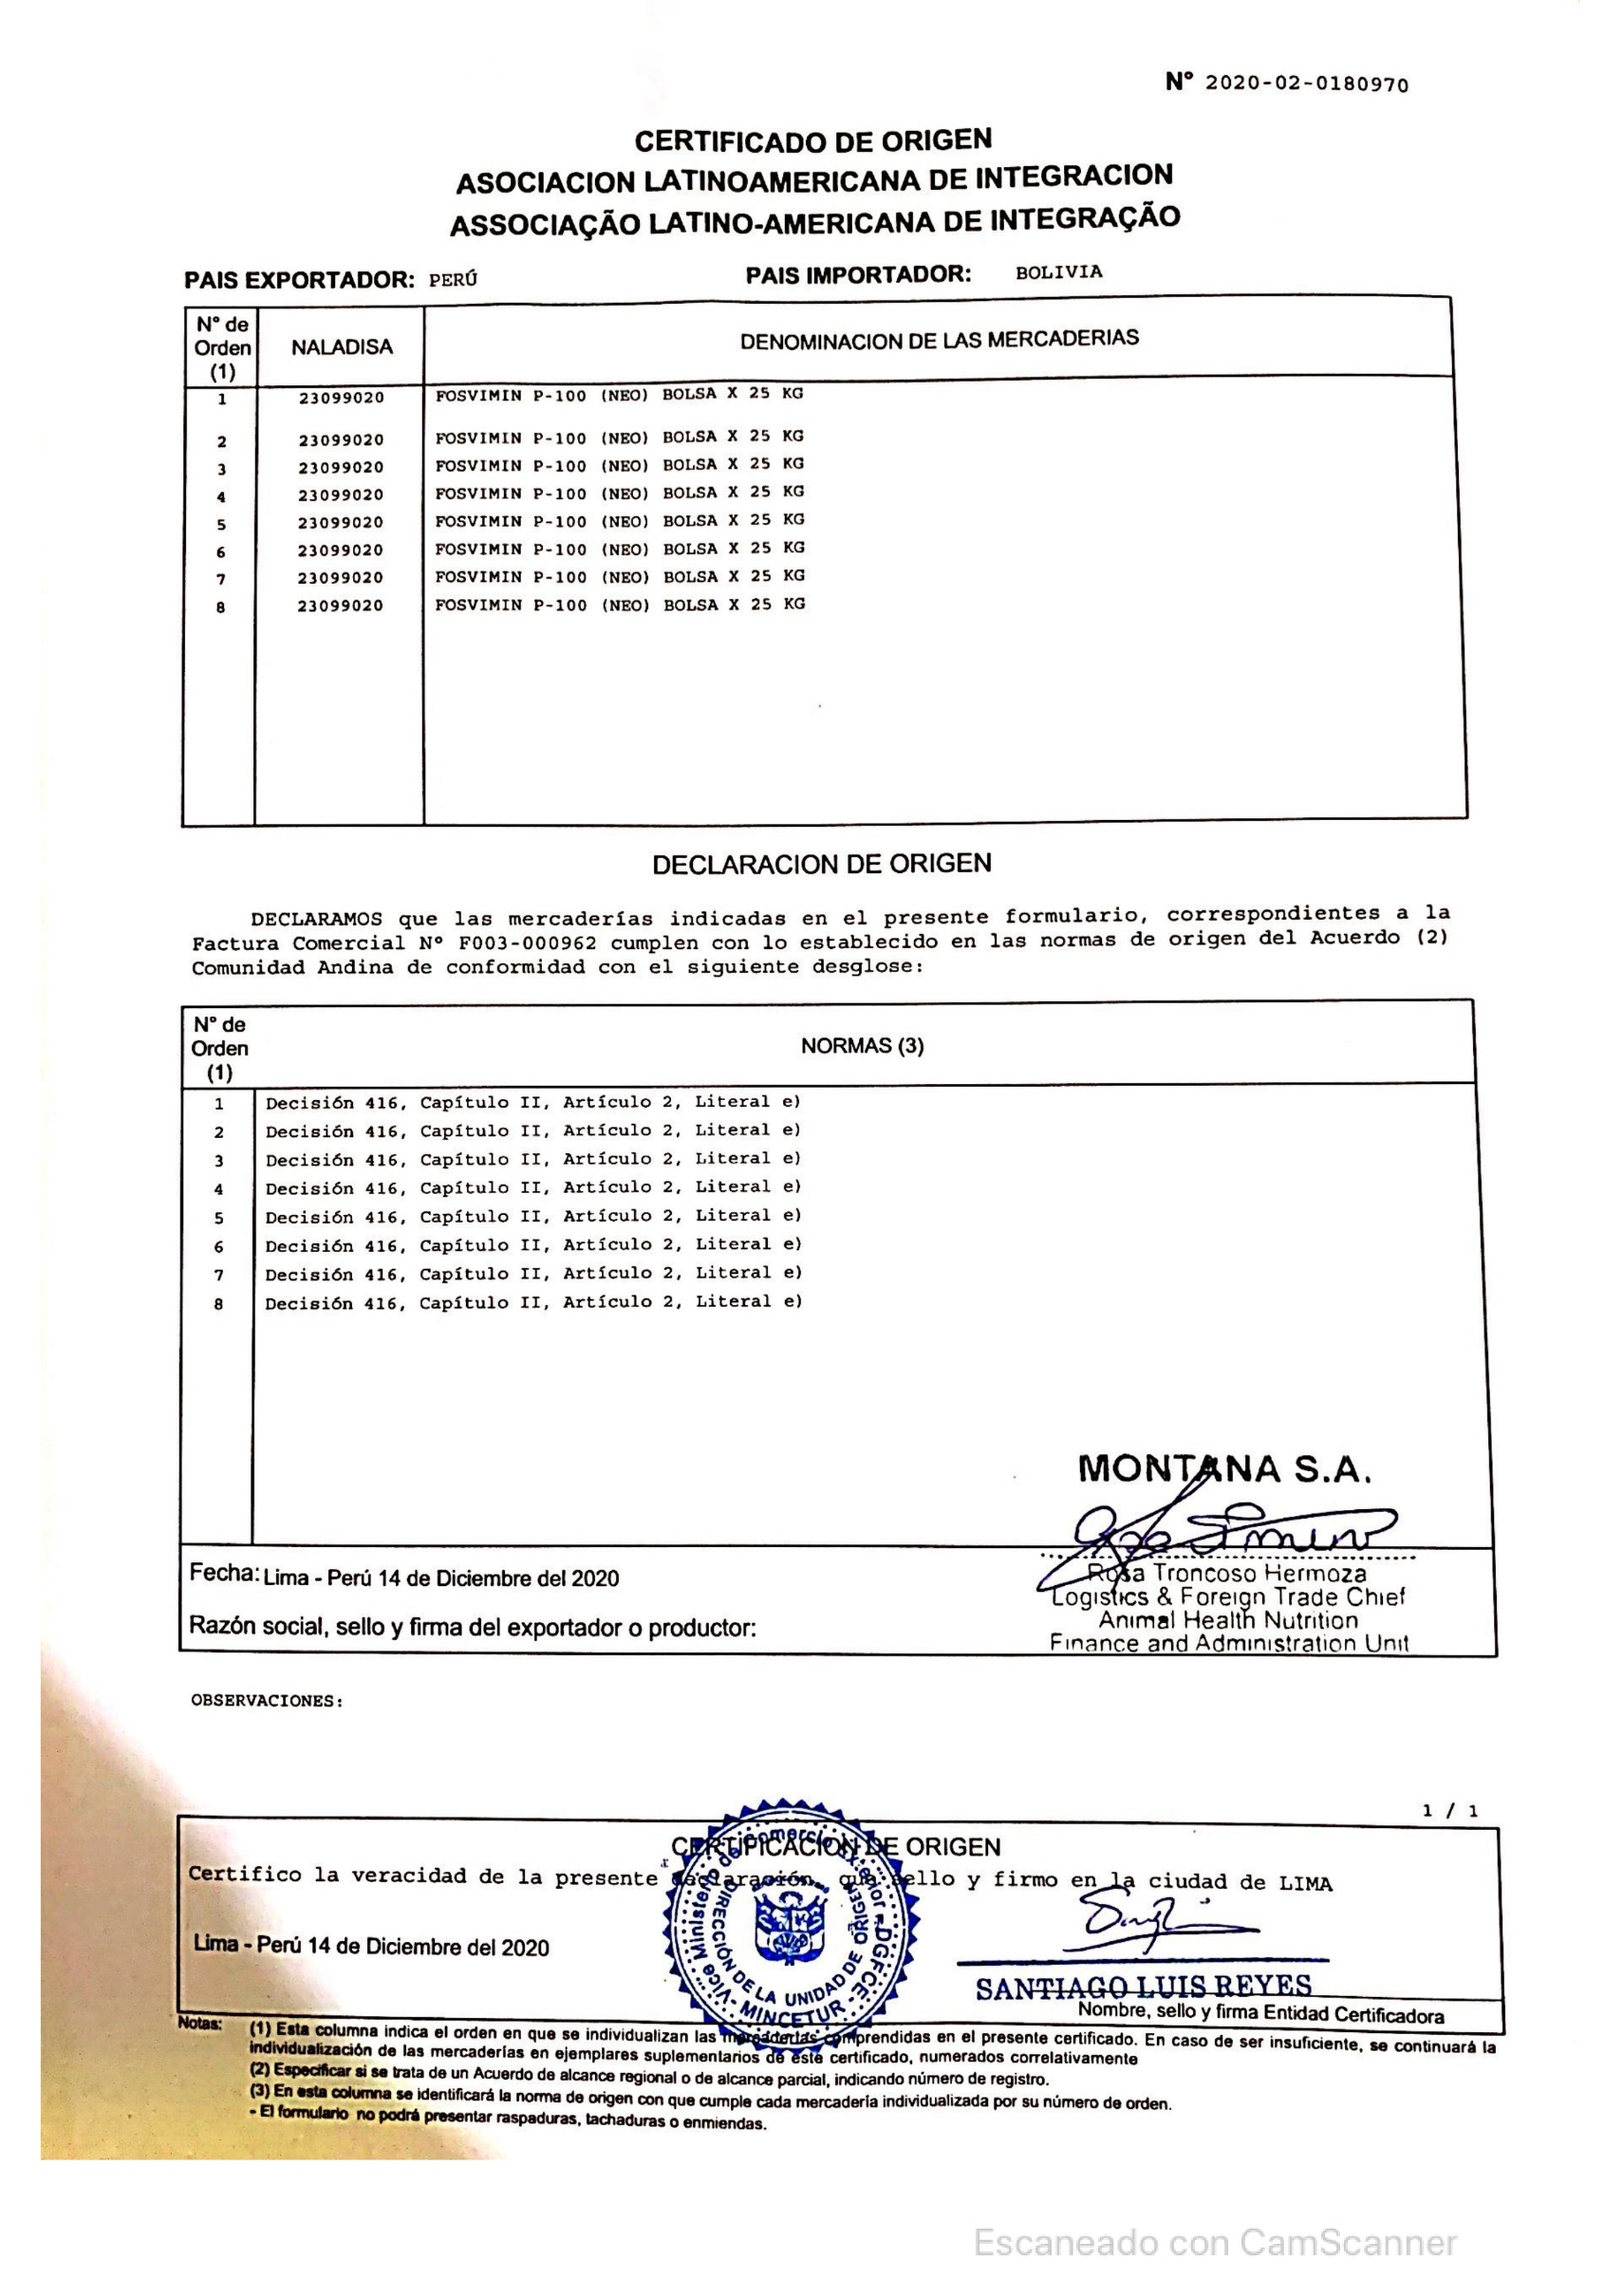 N° 2020-02-0180970
CERTIFICADO DE ORIGEN
ASOCIACION LATINOAMERICANA DE INTEGRACION
ASSOCIAÇÃO LATINO-AMERICANA DE INTEGRAÇÃO
PAIS EXPORTADOR: PERÚ PAIS IMPORTADOR: BOLIVIA
N° de Orden (1) NALADISA DENOMINACION DE LAS MERCADERIAS
1 23099020 FOSVIMIN P-100 (NEO) BOLSA X 25 KG
2 23099020 FOSVIMIN P-100 (NEO) BOLSA X 25 KG
3 23099020 FOSVIMIN P-100 (NEO) BOLSA X 25 KG
4 23099020 FOSVIMIN P-100 (NEO) BOLSA X 25 KG
5 23099020 FOSVIMIN P-100 (NEO) BOLSA X 25 KG
6 23099020 FOSVIMIN P-100 (NEO) BOLSA X 25 KG
7 23099020 FOSVIMIN P-100 (NEO) BOLSA X 25 KG
8 23099020 FOSVIMIN P-100 (NEO) BOLSA X 25 KG
DECLARACION DE ORIGEN
DECLARAMOS que las mercaderías indicadas en el presente formulario, correspondientes a la
Factura Comercial Nº F003-000962 cumplen con lo establecido en las normas de origen del Acuerdo (2)
Comunidad Andina de conformidad con el siguiente desglose:
N° de Orden (1) NORMAS (3)
1 Decisión 416, Capítulo II, Artículo 2, Literal e)
2 Decisión 416, Capítulo II, Artículo 2, Literal e)
3 Decisión 416, Capítulo II, Artículo 2, Literal e)
4 Decisión 416, Capítulo II, Artículo 2, Literal e)
5 Decisión 416, Capítulo II, Artículo 2, Literal e)
6 Decisión 416, Capítulo II, Artículo 2, Literal e)
7 Decisión 416, Capítulo II, Artículo 2, Literal e)
8 Decisión 416, Capítulo II, Artículo 2, Literal e)
MONTANA S.A.
Rosa Troncoso Hermoza
Logistics & Foreign Trade Chief
Animal Health Nutrition
Finance and Administration Unit
Fecha: Lima - Perú 14 de Diciembre del 2020
Razón social, sello y firma del exportador o productor:
OBSERVACIONES:
1 / 1
CERTIFICACION DE ORIGEN
Certifico la veracidad de la presente declaración, que sello y firmo en la ciudad de LIMA
Lima - Perú 14 de Diciembre del 2020
Vice Ministerio de Comercio Exterior - DGFCE - MINCETUR
DIRECCIÓN DE LA UNIDAD DE ORIGEN
SANTIAGO LUIS REYES
Nombre, sello y firma Entidad Certificadora
Notas: (1) Esta columna indica el orden en que se individualizan las mercaderías comprendidas en el presente certificado. En caso de ser insuficiente, se continuará la
individualización de las mercaderías en ejemplares suplementarios de este certificado, numerados correlativamente
(2) Especificar si se trata de un Acuerdo de alcance regional o de alcance parcial, indicando número de registro.
(3) En esta columna se identificará la norma de origen con que cumple cada mercadería individualizada por su número de orden.
- El formulario no podrá presentar raspaduras, tachaduras o enmiendas.
Escaneado con CamScanner